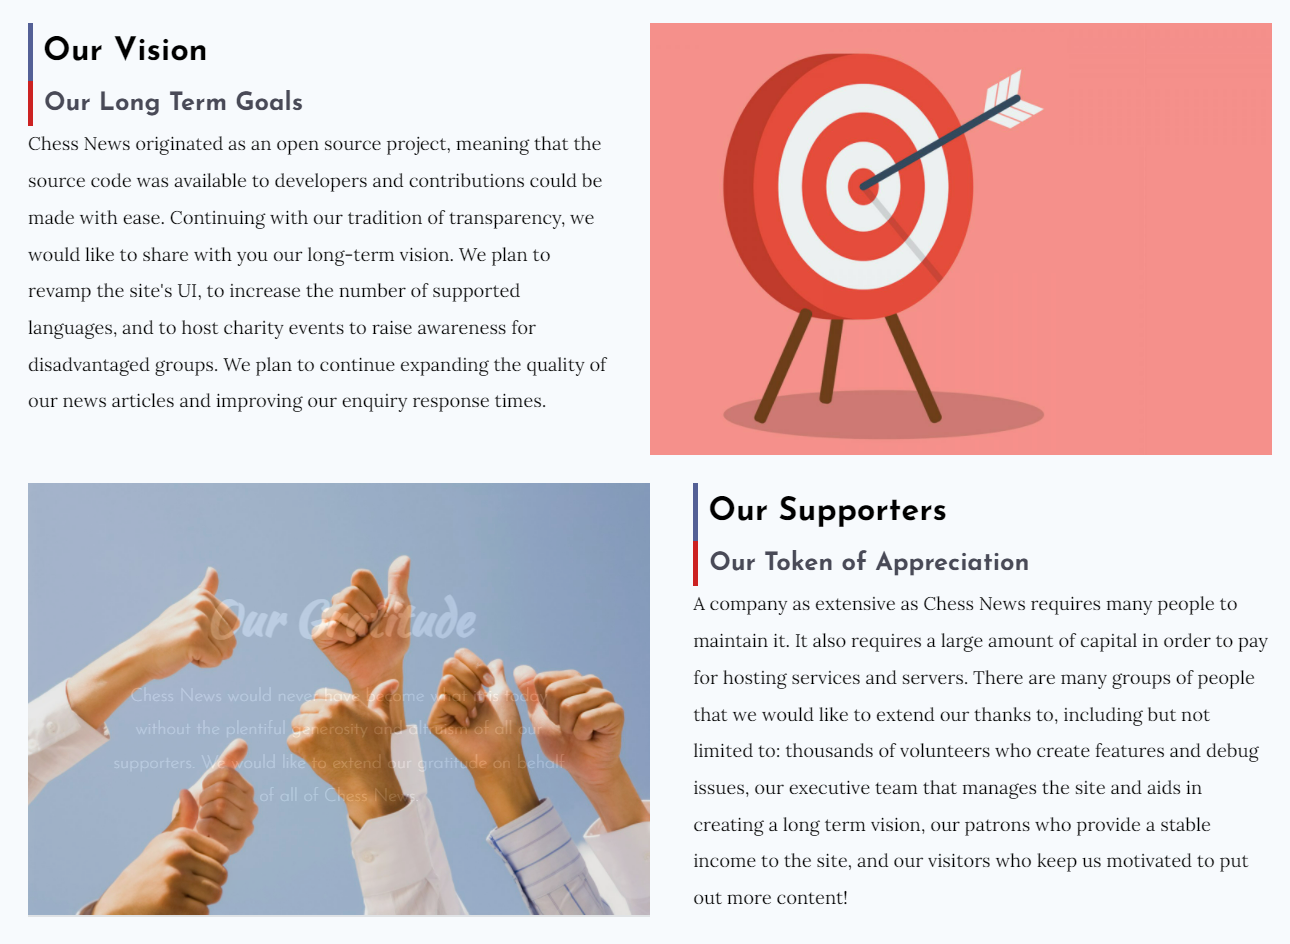 Our Vision
Our Long Term Goals
Chess News originated as an open source project, meaning that the
source code was available to developers and contributions could be
made with ease. Continuing with our tradition of transparency, we
would like to share with you our long-term vision. We plan to
revamp the site's UI, to increase the number of supported
languages, and to host charity events to raise awareness for
disadvantaged groups. We plan to continue expanding the quality of
our news articles and improving our enquiry response times.
Our Gratitude
Chess News would never have become what it is today
without the plentiful generosity and altruism of all our
supporters. We would like to extend our gratitude on behalf
of all of Chess News.
Our Supporters
Our Token of Appreciation
A company as extensive as Chess News requires many people to
maintain it. It also requires a large amount of capital in order to pay
for hosting services and servers. There are many groups of people
that we would like to extend our thanks to, including but not
limited to: thousands of volunteers who create features and debug
issues, our executive team that manages the site and aids in
creating a long term vision, our patrons who provide a stable
income to the site, and our visitors who keep us motivated to put
out more content!